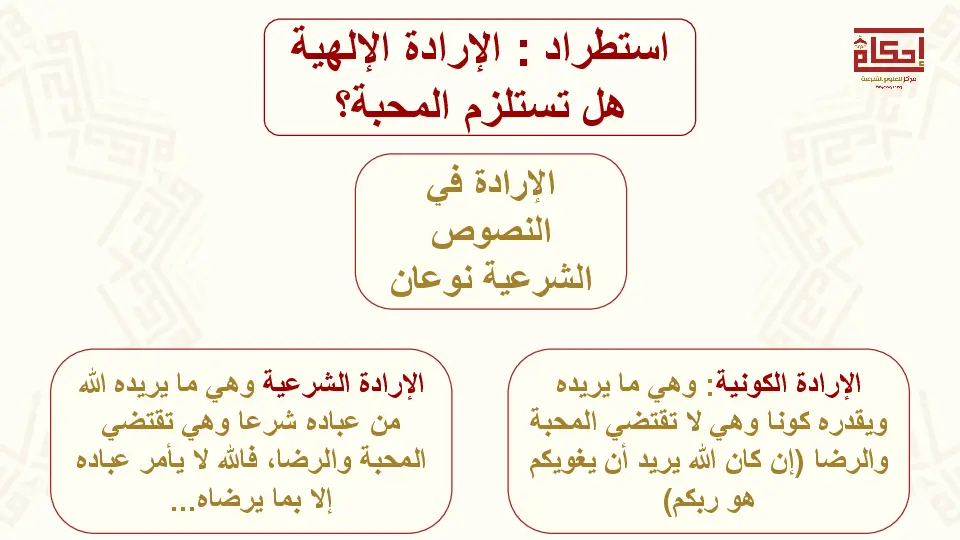 إحكام
مركز للعلوم الشرعية
استطراد : الإرادة الإلهية
هل تستلزم المحبة؟
الإرادة في
النصوص
الشرعية نوعان
الإرادة الكونية: وهي ما يريده
ويقدره كونا وهي لا تقتضي المحبة
والرضا (إن كان الله يريد أن يغويكم
هو ربكم)
الإرادة الشرعية وهي ما يريده الله
من عباده شرعا وهي تقتضي
المحبة والرضا، فالله لا يأمر عباده
إلا بما يرضاه...